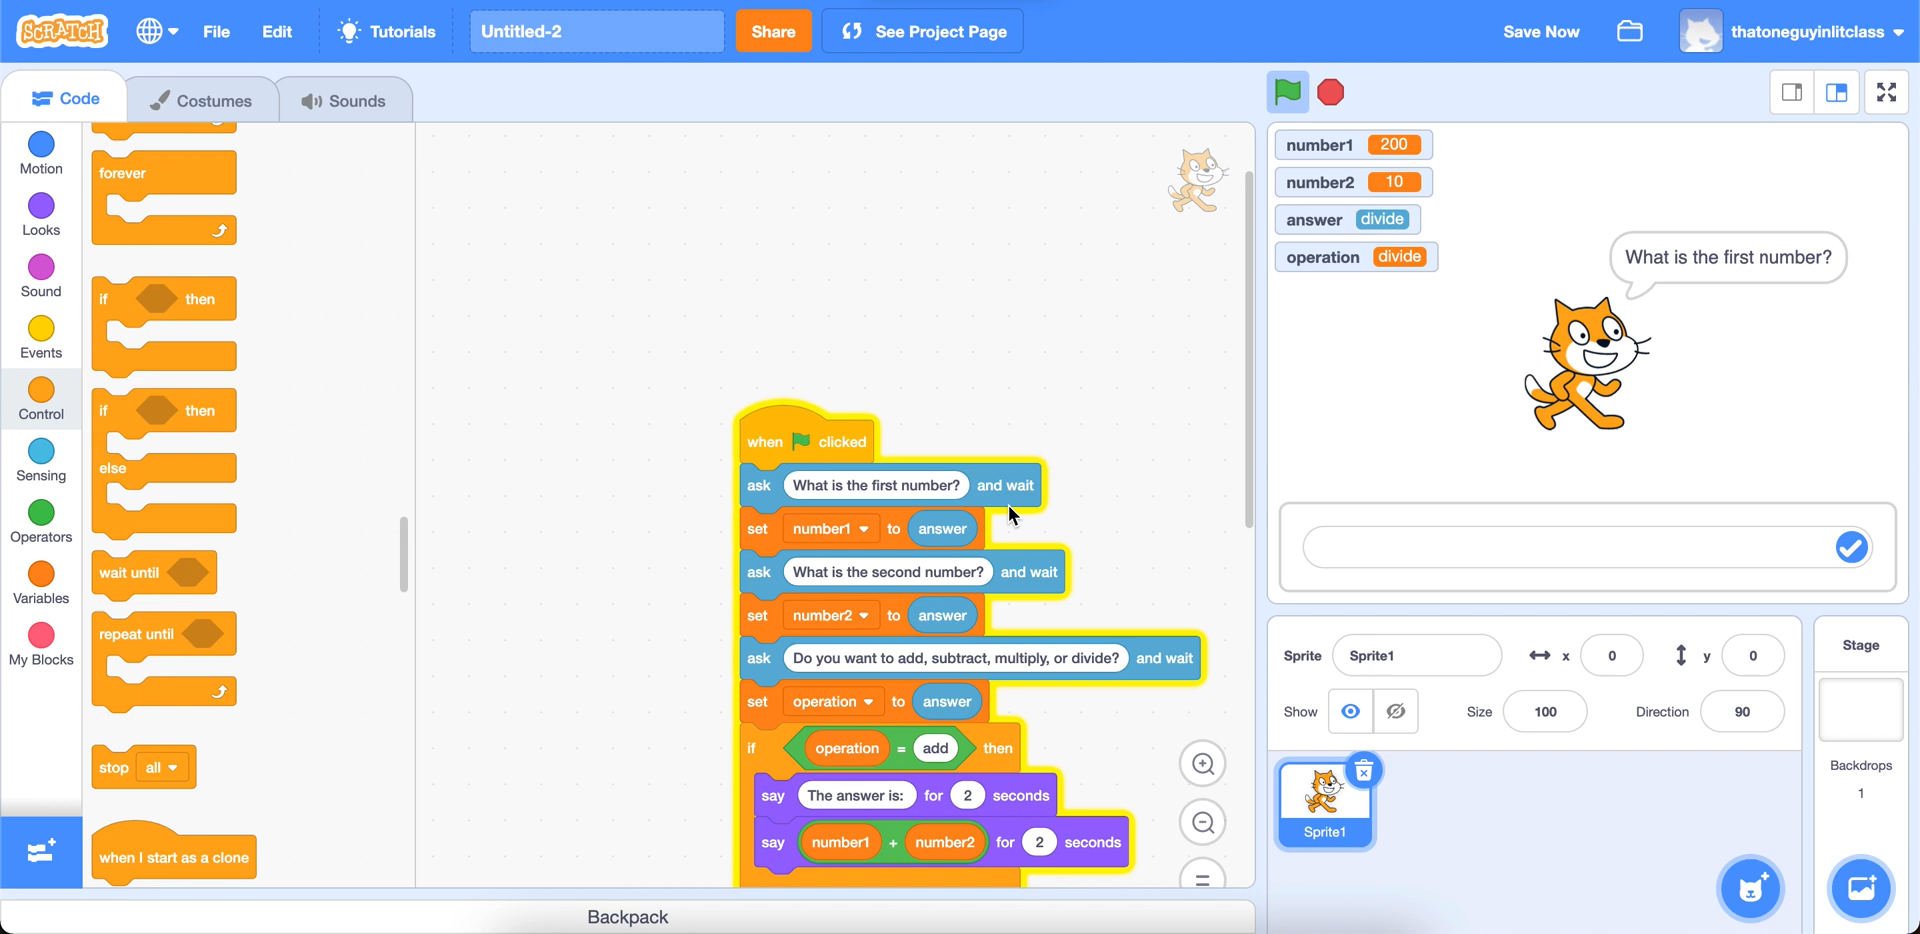 SCRATCH File Edit Tutorials Untitled-2 Share See Project Page Save Now thatoneguyinlitclass
Code Costumes Sounds
Motion
Looks
Sound
Events
Control
Sensing
Operators
Variables
My Blocks
forever
if then
if then
else
wait until
repeat until
stop all
when I start as a clone
when clicked
ask What is the first number? and wait
set number1 to answer
ask What is the second number? and wait
set number2 to answer
ask Do you want to add, subtract, multiply, or divide? and wait
set operation to answer
if operation = add then
say The answer is: for 2 seconds
say number1 + number2 for 2 seconds
Backpack
number1 200
number2 10
answer divide
operation divide
What is the first number?
Sprite Sprite1 x 0 y 0
Show Size 100 Direction 90
Sprite1
Stage
Backdrops
1